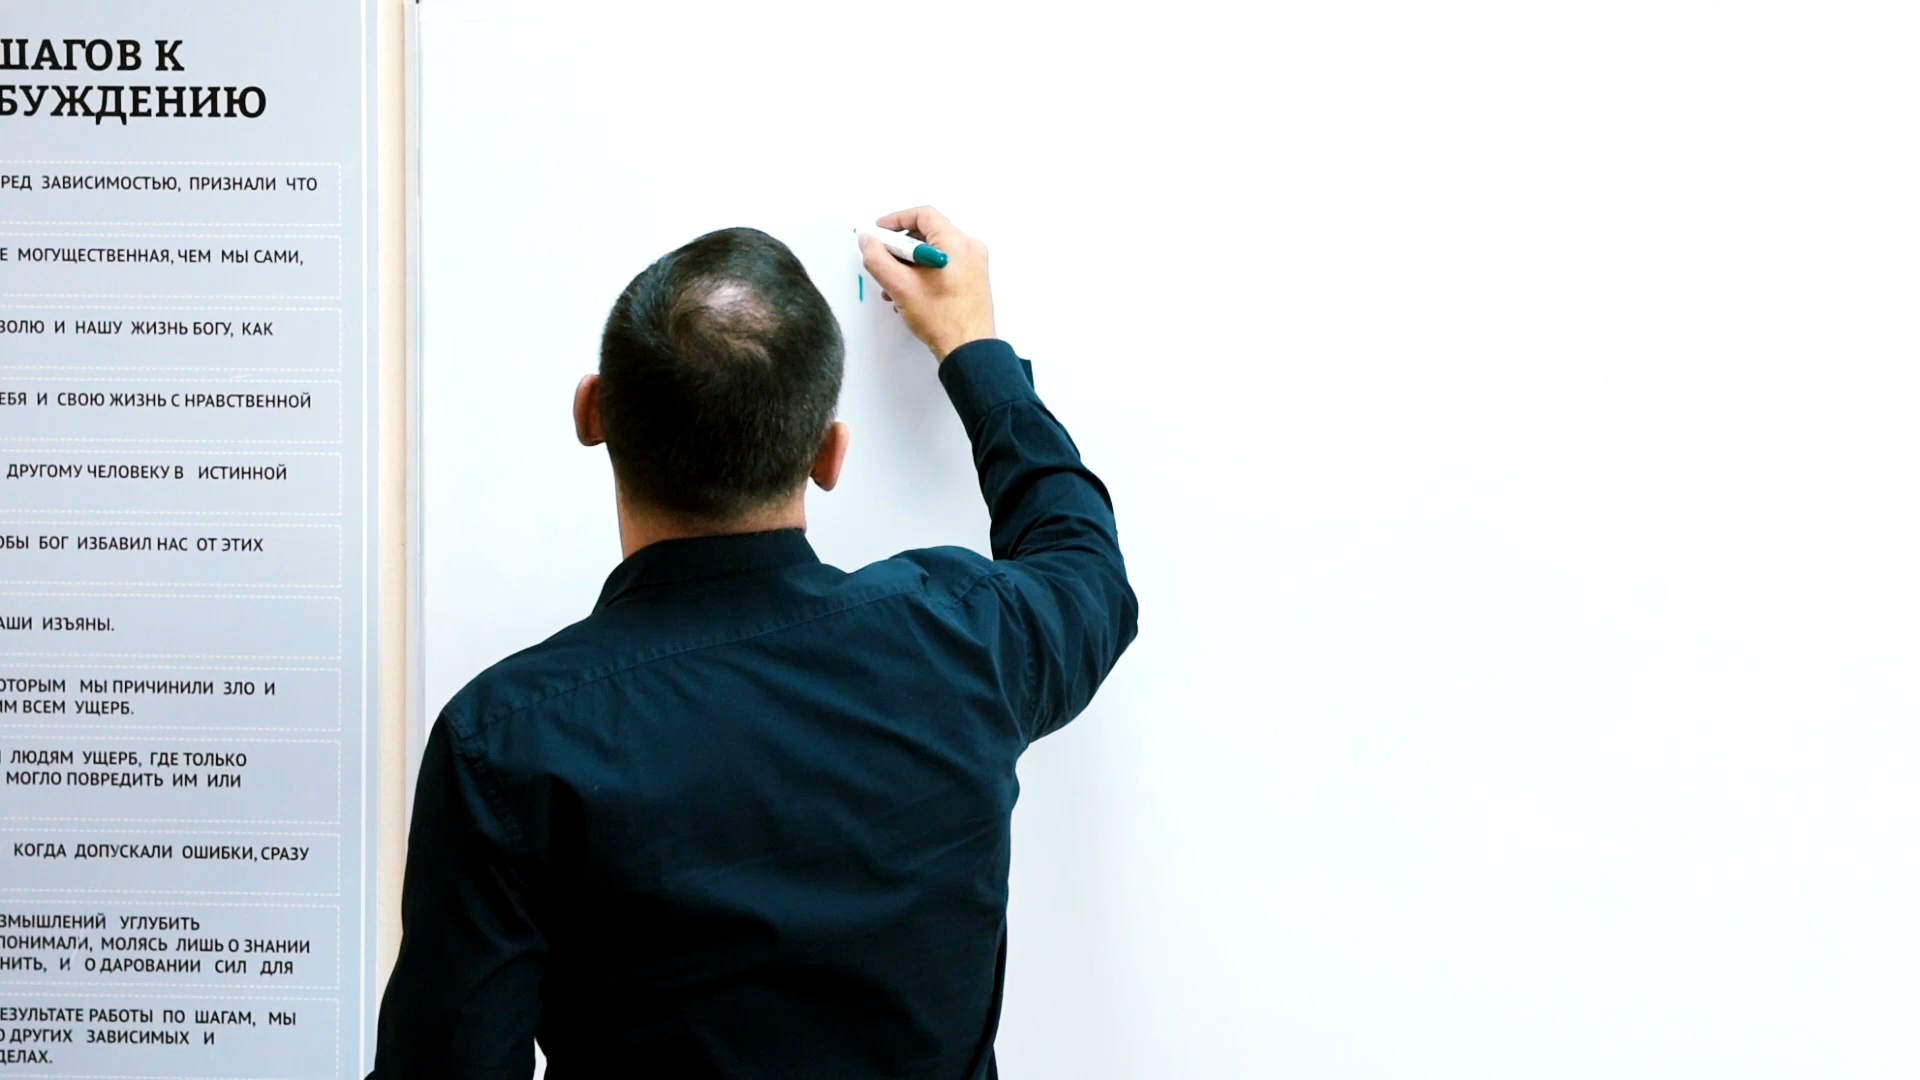 ШАГОВ К
БУЖДЕНИЮ
РЕД ЗАВИСИМОСТЬЮ, ПРИЗНАЛИ ЧТО
Е МОГУЩЕСТВЕННАЯ, ЧЕМ МЫ САМИ,
ВОЛЮ И НАШУ ЖИЗНЬ БОГУ, КАК
ЕБЯ И СВОЮ ЖИЗНЬ С НРАВСТВЕННОЙ
ДРУГОМУ ЧЕЛОВЕКУ В ИСТИННОЙ
ОБЫ БОГ ИЗБАВИЛ НАС ОТ ЭТИХ
АШИ ИЗЪЯНЫ.
ОТОРЫМ МЫ ПРИЧИНИЛИ ЗЛО И
ИМ ВСЕМ УЩЕРБ.
ЛЮДЯМ УЩЕРБ, ГДЕ ТОЛЬКО
МОГЛО ПОВРЕДИТЬ ИМ ИЛИ
КОГДА ДОПУСКАЛИ ОШИБКИ, СРАЗУ
ЗМЫШЛЕНИЙ УГЛУБИТЬ
ПОНИМАЛИ, МОЛЯСЬ ЛИШЬ О ЗНАНИИ
НИТЬ, И О ДАРОВАНИИ СИЛ ДЛЯ
ЕЗУЛЬТАТЕ РАБОТЫ ПО ШАГАМ, МЫ
О ДРУГИХ ЗАВИСИМЫХ И
ДЕЛАХ.